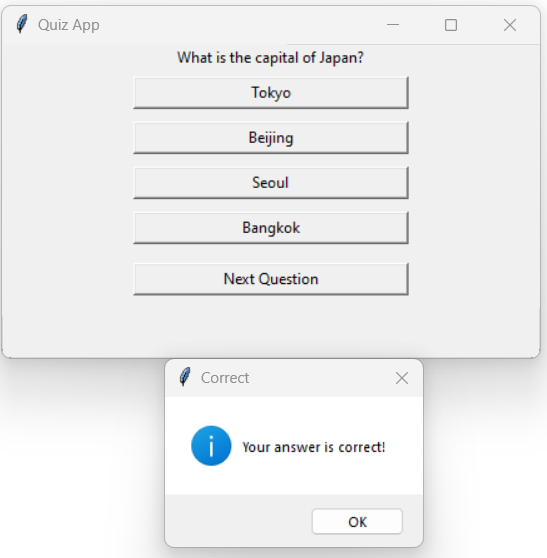 Quiz App
What is the capital of Japan?
Tokyo
Beijing
Seoul
Bangkok
Next Question
Correct
Your answer is correct!
OK